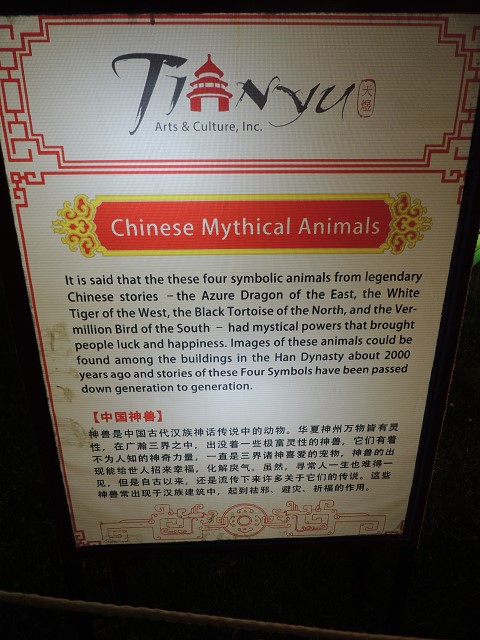 TiAnyu
天煜
Arts & Culture, Inc.
Chinese Mythical Animals
It is said that the these four symbolic animals from legendary
Chinese stories – the Azure Dragon of the East, the White
Tiger of the West, the Black Tortoise of the North, and the Ver-
million Bird of the South – had mystical powers that brought
people luck and happiness. Images of these animals could be
found among the buildings in the Han Dynasty about 2000
years ago and stories of these Four Symbols have been passed
down generation to generation.
【中国神兽】
神兽是中国古代汉族神话传说中的动物。华夏神州万物皆有灵
性，在广瀚三界之中，出没着一些极富灵性的神兽，它们有着
不为人知的神奇力量，一直是三界诸神喜爱的宠物，神兽的出
现能给世人招来幸福，化解戾气。虽然，寻常人一生也难得一
见，但是自古以来，还是流传下来许多关于它们的传说。这些
神兽常出现于汉族建筑中，起到祛邪、避灾、祈福的作用。